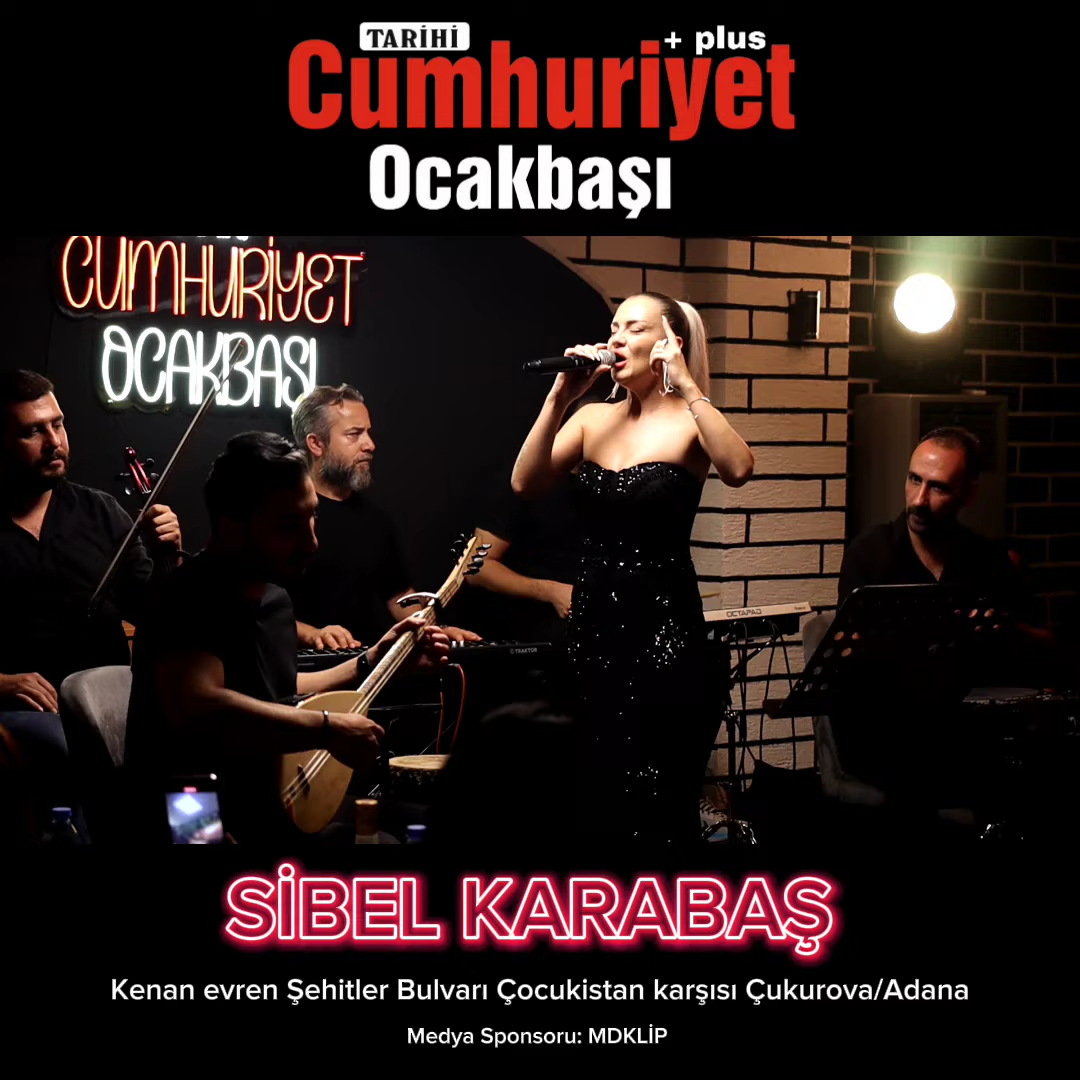 TARİHİ
+ plus
Cumhuriyet
Ocakbaşı
CUMHURİYET
OCAKBAŞI
OCTAPAD
TRAKTOR
SİBEL KARABAŞ
Kenan evren Şehitler Bulvarı Çocukistan karşısı Çukurova/Adana
Medya Sponsoru: MDKLİP